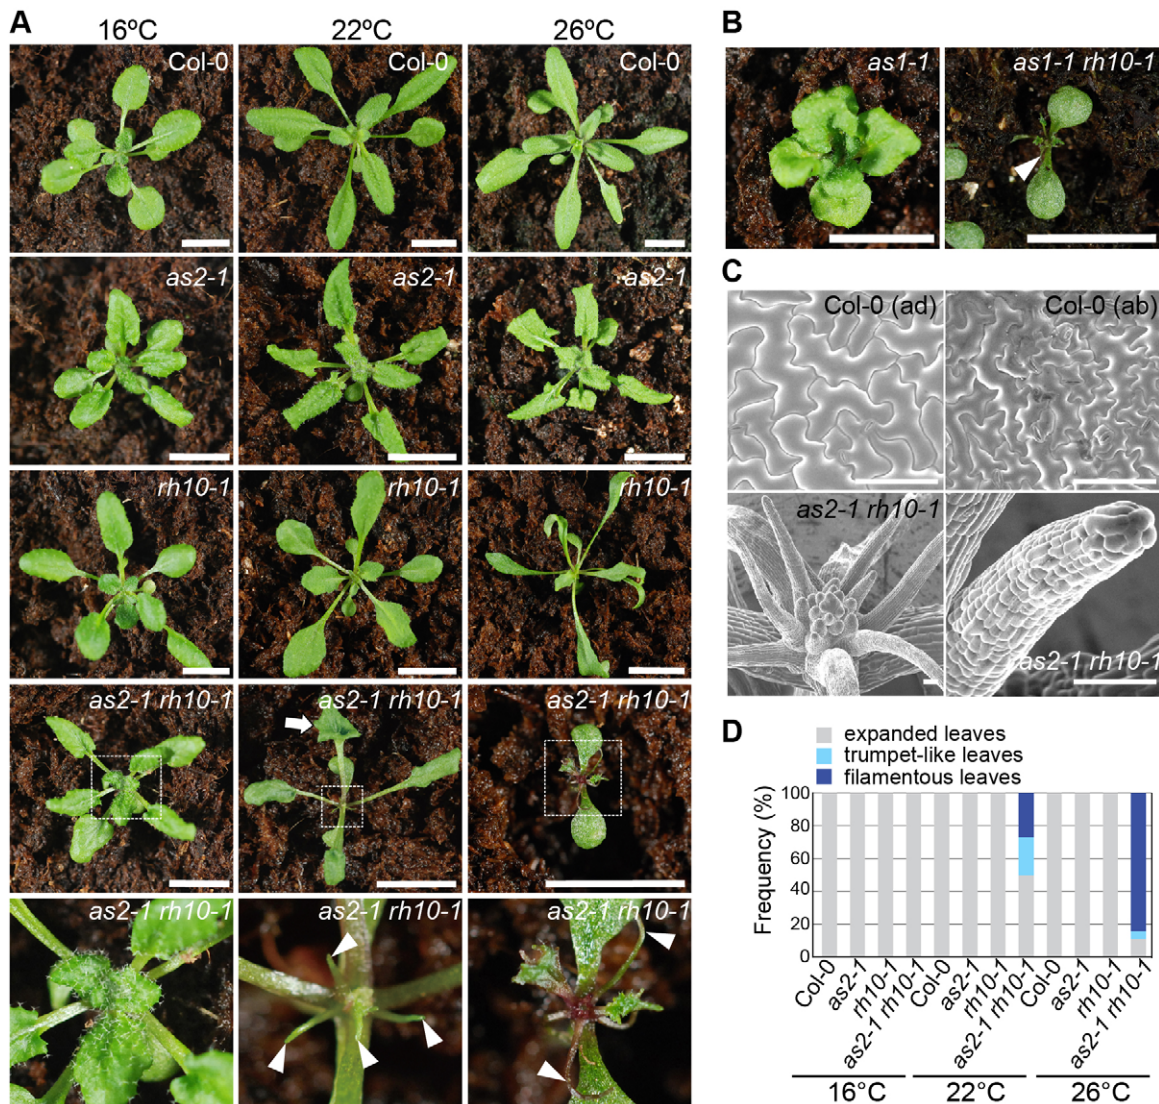 A
16ºC
22ºC
26ºC
Col-0
Col-0
Col-0
as2-1
as2-1
as2-1
rh10-1
rh10-1
rh10-1
as2-1 rh10-1
as2-1 rh10-1
as2-1 rh10-1
as2-1 rh10-1
as2-1 rh10-1
as2-1 rh10-1
B
as1-1
as1-1 rh10-1
C
Col-0 (ad)
Col-0 (ab)
as2-1 rh10-1
as2-1 rh10-1
D
expanded leaves
trumpet-like leaves
filamentous leaves
Frequency (%)
100
80
60
40
20
0
Col-0
as2-1
rh10-1
as2-1 rh10-1
Col-0
as2-1
rh10-1
as2-1 rh10-1
Col-0
as2-1
rh10-1
as2-1 rh10-1
16°C
22°C
26°C